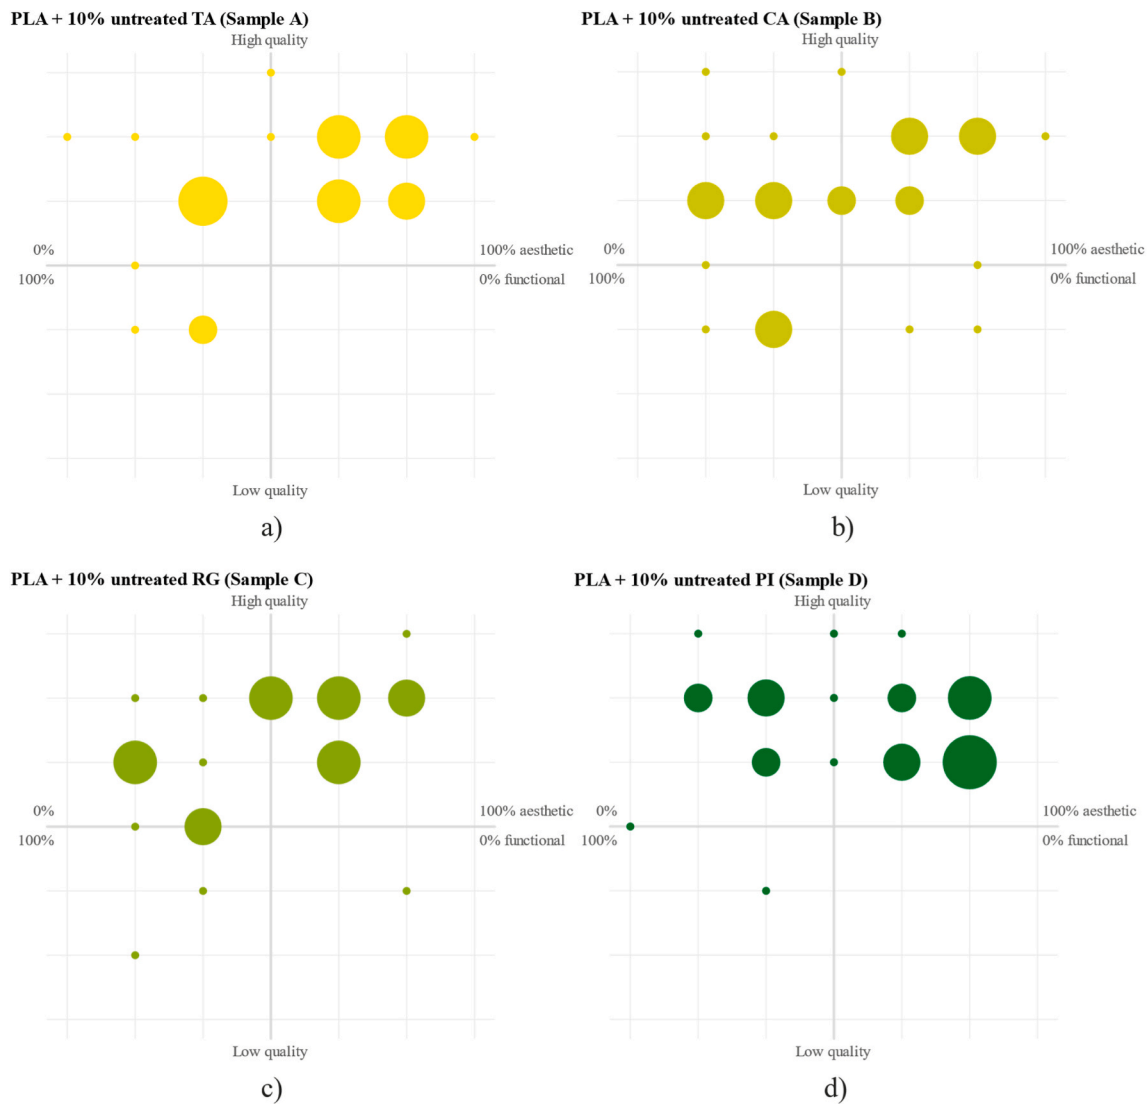 PLA + 10% untreated TA (Sample A)
High quality
0%
100% aesthetic
100%
0% functional
Low quality
a)
PLA + 10% untreated CA (Sample B)
High quality
0%
100% aesthetic
100%
0% functional
Low quality
b)
PLA + 10% untreated RG (Sample C)
High quality
0%
100% aesthetic
100%
0% functional
Low quality
c)
PLA + 10% untreated PI (Sample D)
High quality
0%
100% aesthetic
100%
0% functional
Low quality
d)